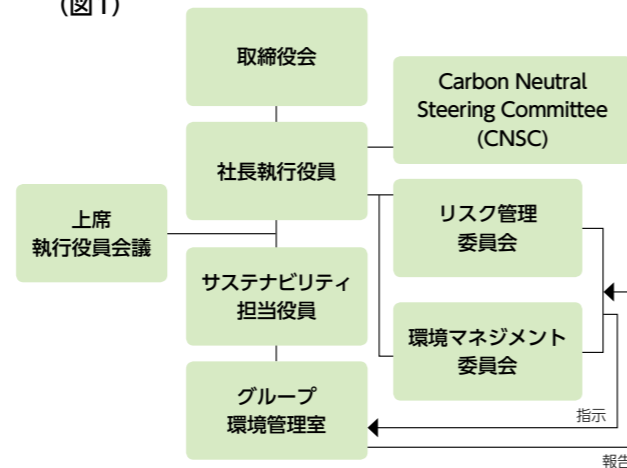 (図1)
取締役会
Carbon Neutral
Steering Committee
(CNSC)
社長執行役員
上席
執行役員会議
リスク管理
委員会
サステナビリティ
担当役員
環境マネジメント
委員会
グループ
環境管理室
指示
報告